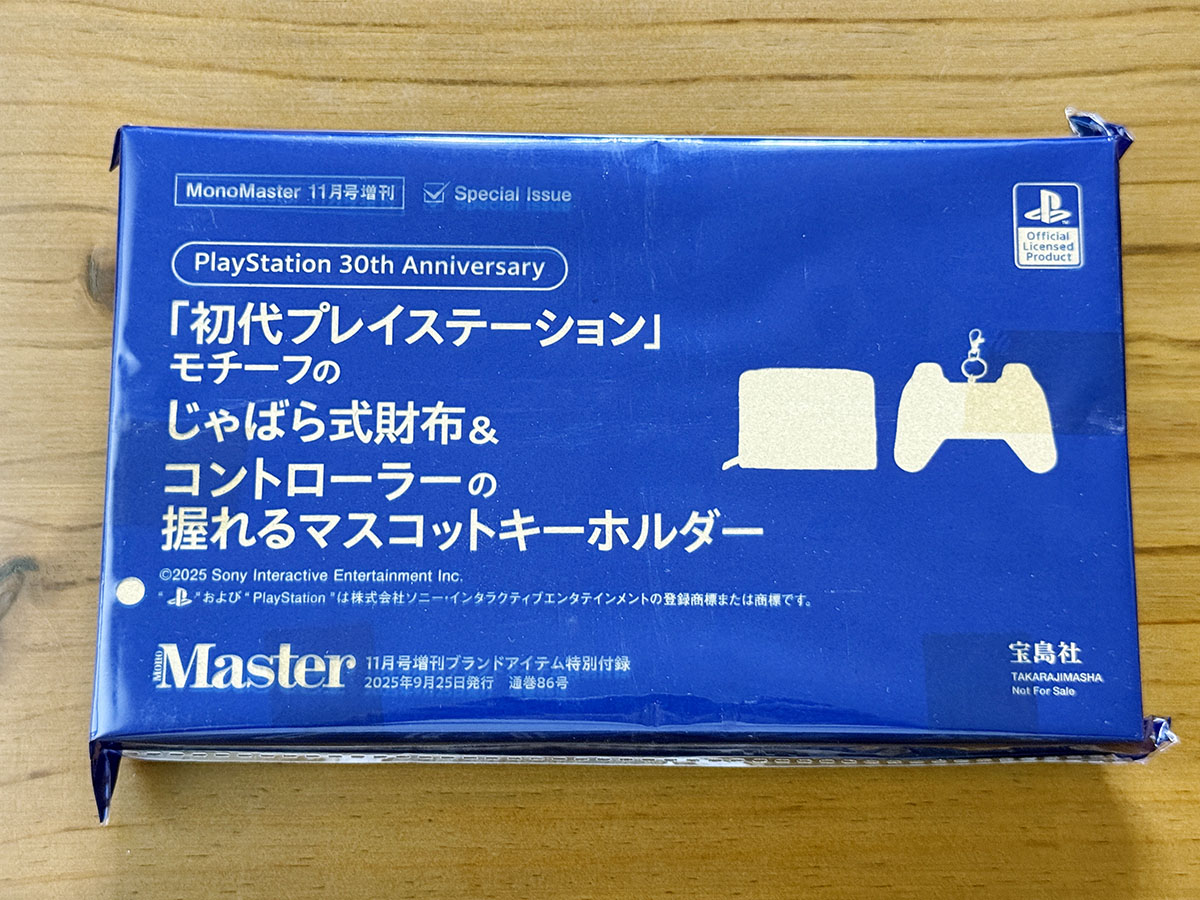 MonoMaster 11月号増刊 Special Issue
Official
Licensed
Product
PlayStation 30th Anniversary
「初代プレイステーション」
モチーフの
じゃばら式財布&
コントローラーの
握れるマスコットキーホルダー
©2025 Sony Interactive Entertainment Inc.
" "および" PlayStation "は株式会社ソニー・インタラクティブエンタテインメントの登録商標または商標です。
MONO Master 11月号増刊ブランドアイテム特別付録
2025年9月25日発行 通巻86号
宝島社
TAKARAJIMASHA
Not For Sale